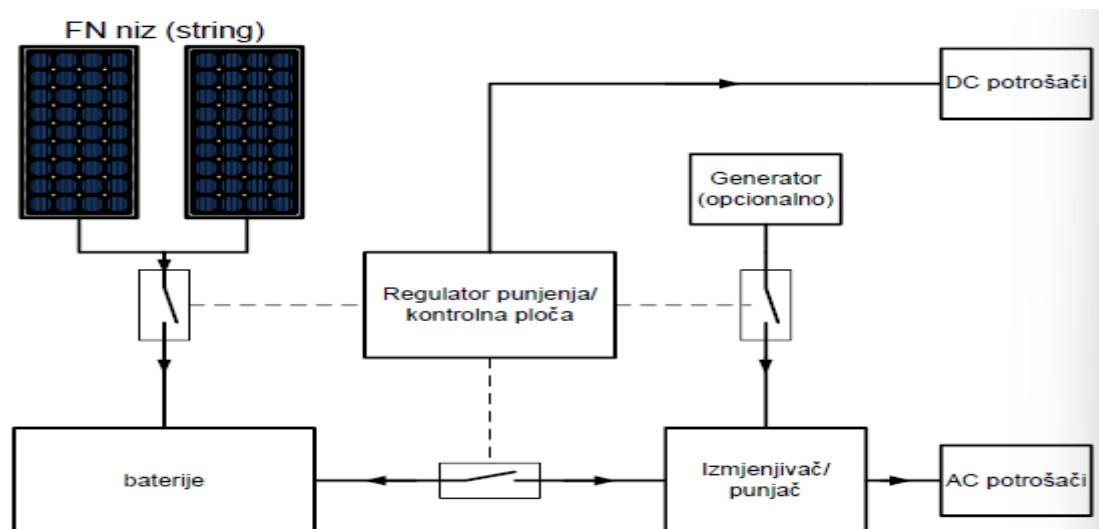 FN niz (string)
DC potrošači
Generator
(opcionalno)
Regulator punjenja/
kontrolna ploča
baterije
Izmjenjivač/
punjač
AC potrošači